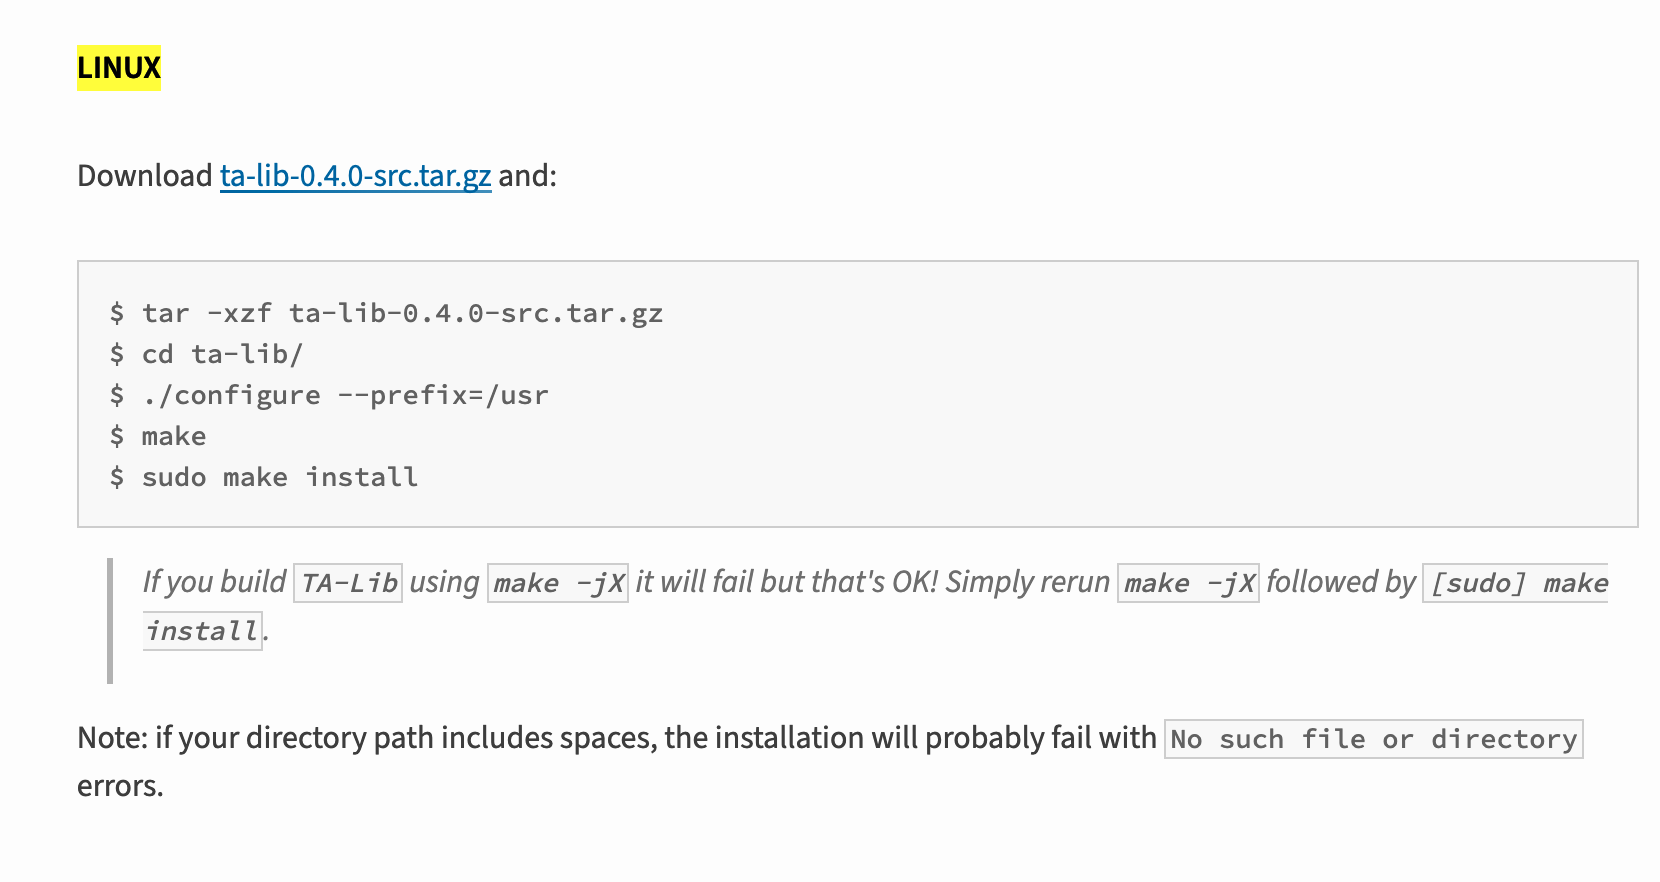 LINUX
Download ta-lib-0.4.0-src.tar.gz and:
$ tar -xzf ta-lib-0.4.0-src.tar.gz
$ cd ta-lib/
$ ./configure --prefix=/usr
$ make
$ sudo make install
If you build TA-Lib using make -jX it will fail but that's OK! Simply rerun make -jX followed by [sudo] make
install.
Note: if your directory path includes spaces, the installation will probably fail with No such file or directory
errors.